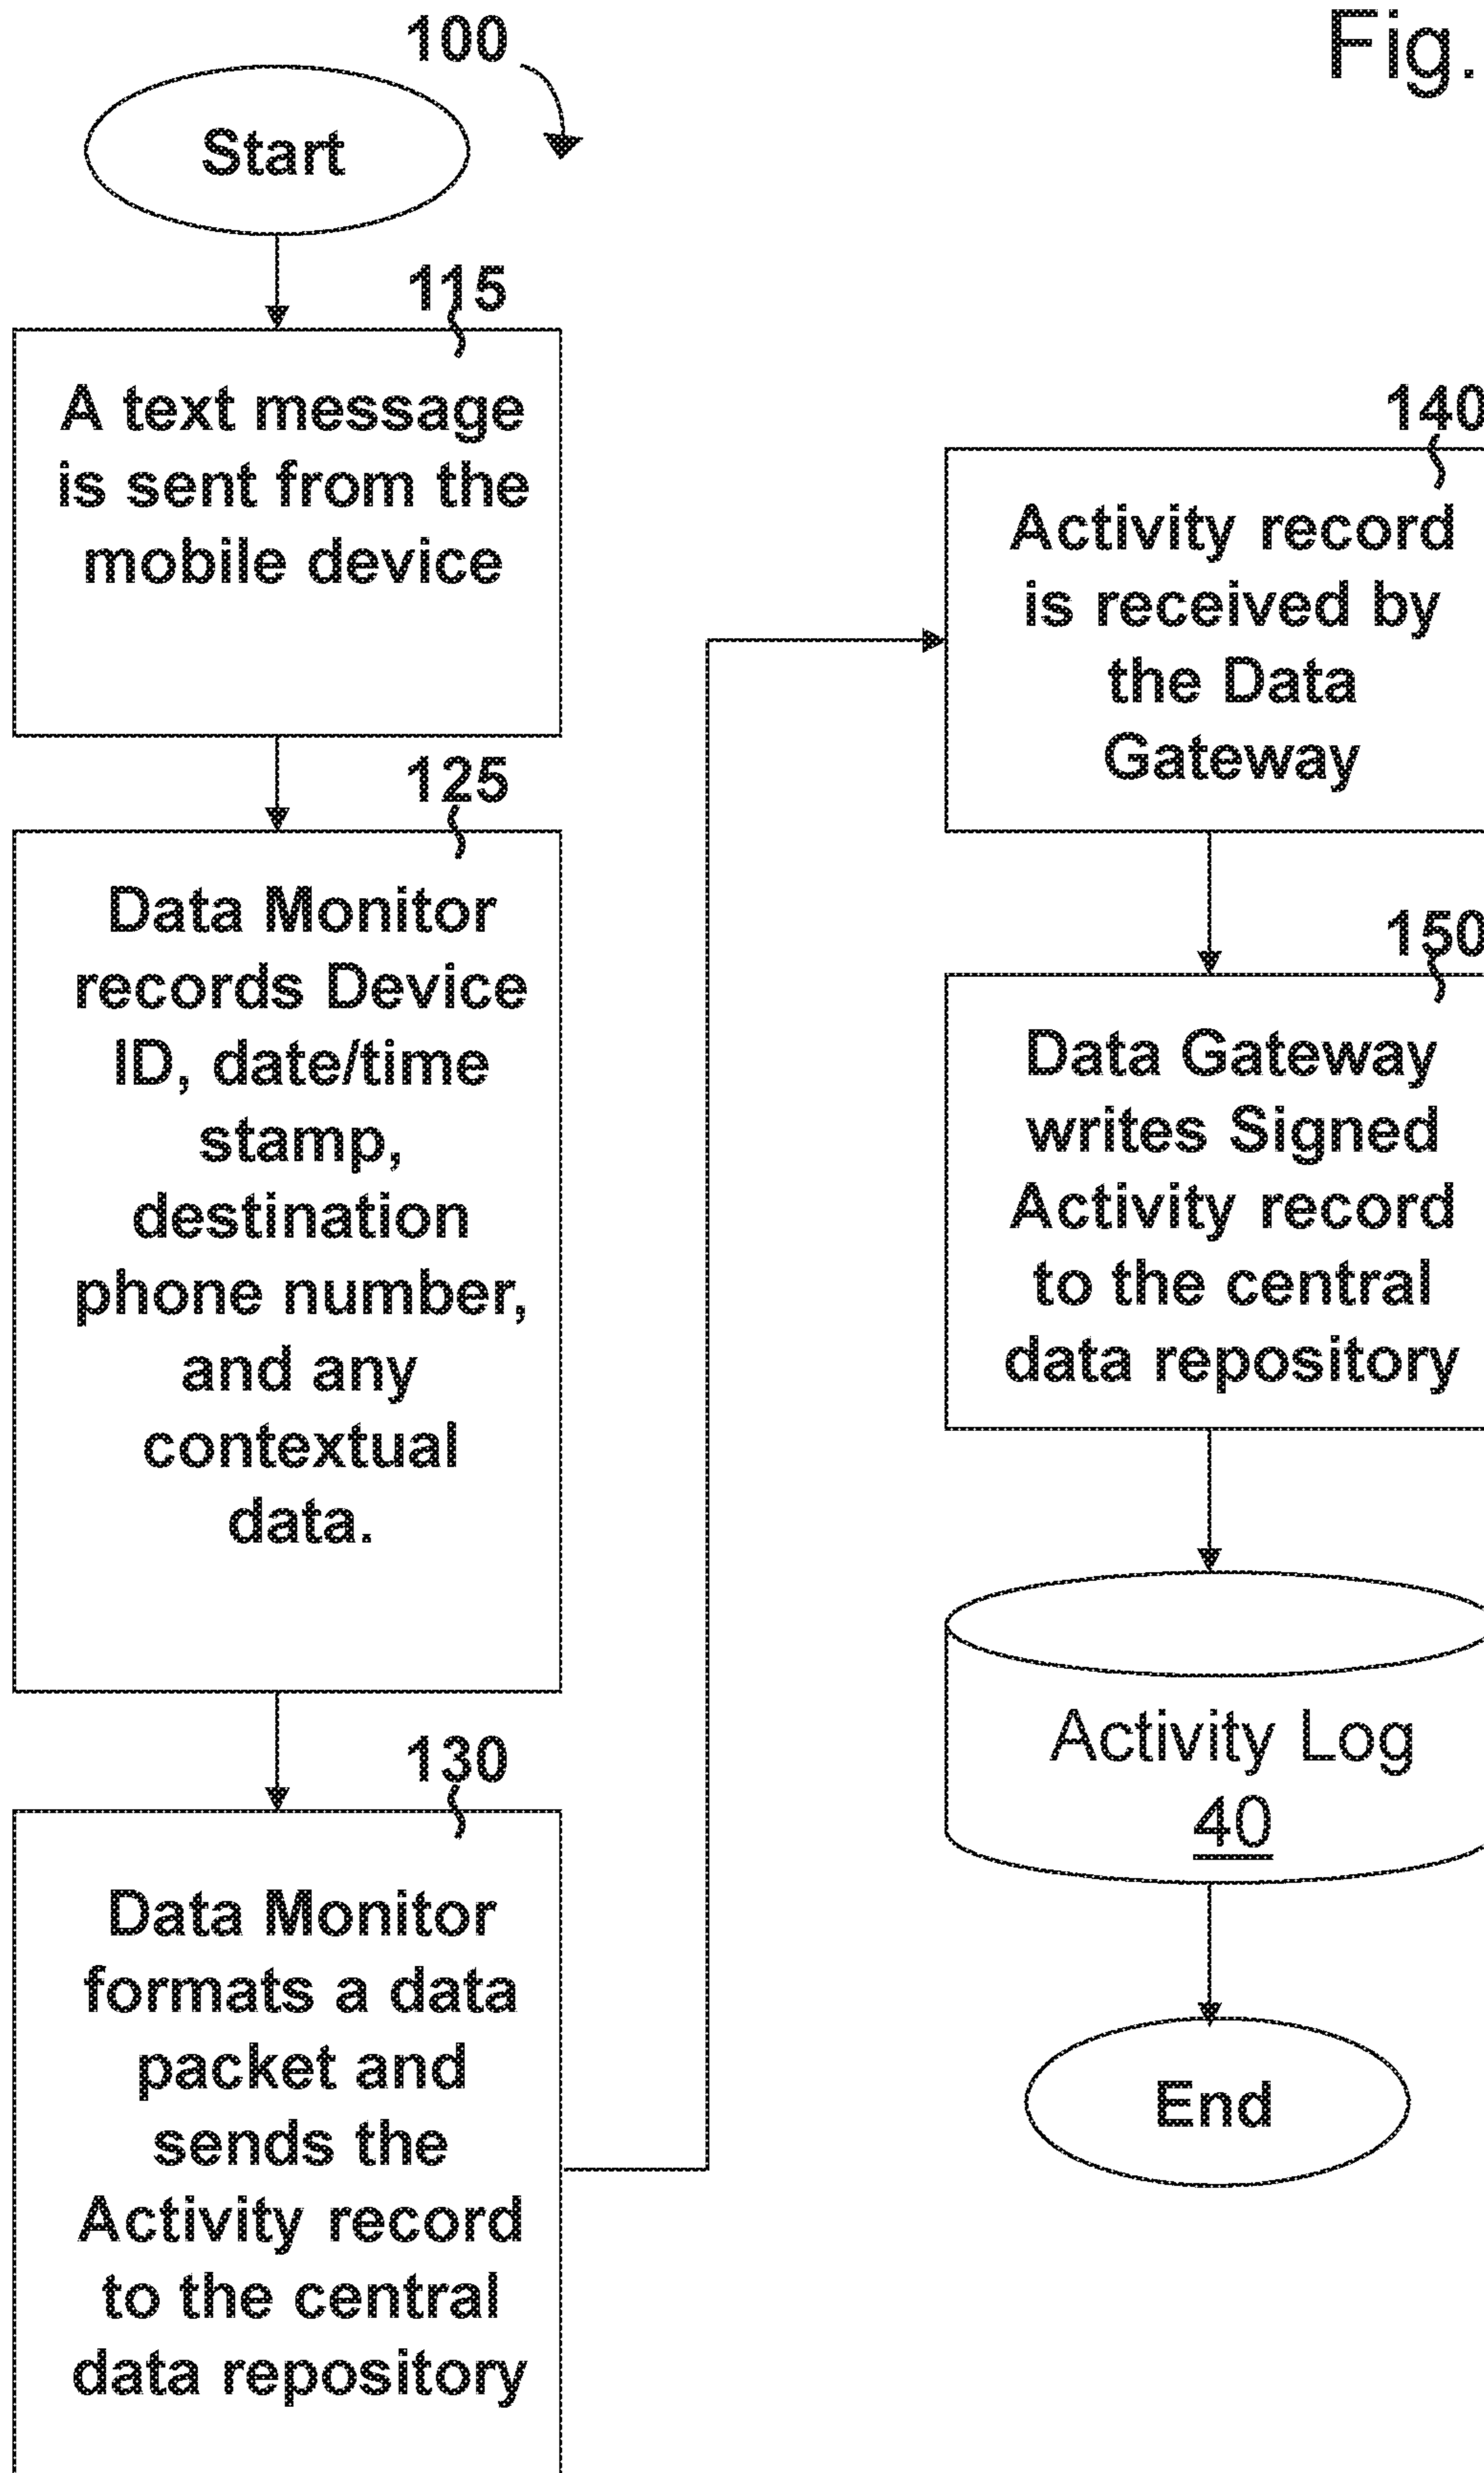 100
Fig.
Start
115
A text message
is sent from the
mobile device
125
Data Monitor
records Device
ID, date/time
stamp,
destination
phone number,
and any
contextual
data.
130
Data Monitor
formats a data
packet and
sends the
Activity record
to the central
data repository
140
Activity record
is received by
the Data
Gateway
150
Data Gateway
writes Signed
Activity record
to the central
data repository
Activity Log
40
End